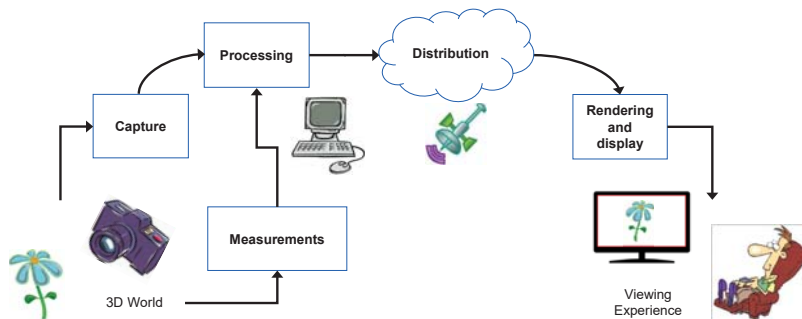 Processing
Distribution
Capture
Rendering
and
display
Measurements
3D World
Viewing
Experience